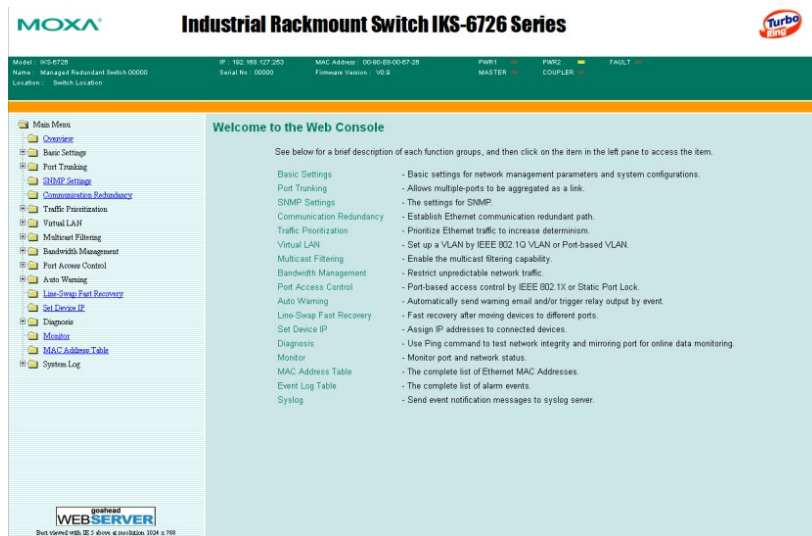 MOXA
Industrial Rackmount Switch IKS-6726 Series
Turbo Ring
Model : IKS-6726
IP : 192.168.127.253
MAC Address : 00-90-E8-00-67-26
PWR1
PWR2
FAULT
Name : Managed Redundant Switch 00000
Serial No : 00000
Firmware Version : V0.9
MASTER
COUPLER
Location : Switch Location
Main Menu
Overview
Basic Settings
Port Trunking
SNMP Settings
Communication Redundancy
Traffic Prioritization
Virtual LAN
Multicast Filtering
Bandwidth Management
Port Access Control
Auto Warning
Line-Swap Fast Recovery
Set Device IP
Diagnosis
Monitor
MAC Address Table
System Log
goahead
WEBSERVER
Best viewed with IE 5 above at resolution 1024 x 768
Welcome to the Web Console
See below for a brief description of each function groups, and then click on the item in the left pane to access the item.
Basic Settings - Basic settings for network management parameters and system configurations.
Port Trunking - Allows multiple-ports to be aggregated as a link.
SNMP Settings - The settings for SNMP.
Communication Redundancy - Establish Ethernet communication redundant path.
Traffic Prioritization - Prioritize Ethernet traffic to increase determinism.
Virtual LAN - Set up a VLAN by IEEE 802.1Q VLAN or Port-based VLAN.
Multicast Filtering - Enable the multicast filtering capability.
Bandwidth Management - Restrict unpredictable network traffic.
Port Access Control - Port-based access control by IEEE 802.1X or Static Port Lock.
Auto Warning - Automatically send warning email and/or trigger relay output by event.
Line-Swap Fast Recovery - Fast recovery after moving devices to different ports.
Set Device IP - Assign IP addresses to connected devices.
Diagnosis - Use Ping command to test network integrity and mirroring port for online data monitoring.
Monitor - Monitor port and network status.
MAC Address Table - The complete list of Ethernet MAC Addresses.
Event Log Table - The complete list of alarm events.
Syslog - Send event notification messages to syslog server.